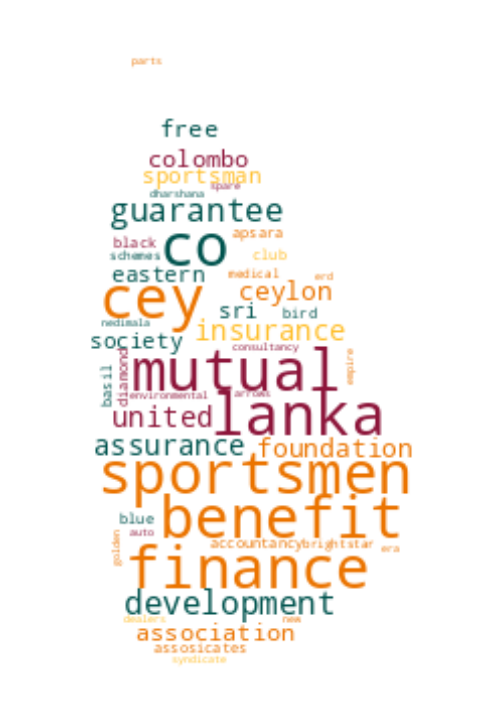 parts
free
colombo
sportsman
spare
dharshana
guarantee
apsara
black
co
schemes
club
eastern
medical
erd
cey
ceylon
sri
bird
nedimala
insurance
society
consultancy
mutual
empire
diamond
basil
environmental
arrows
united
lanka
assurance
foundation
sportsmen
benefit
blue
auto
golden
accountancy
brightstar
era
finance
development
dealers
new
association
assosicates
syndicate